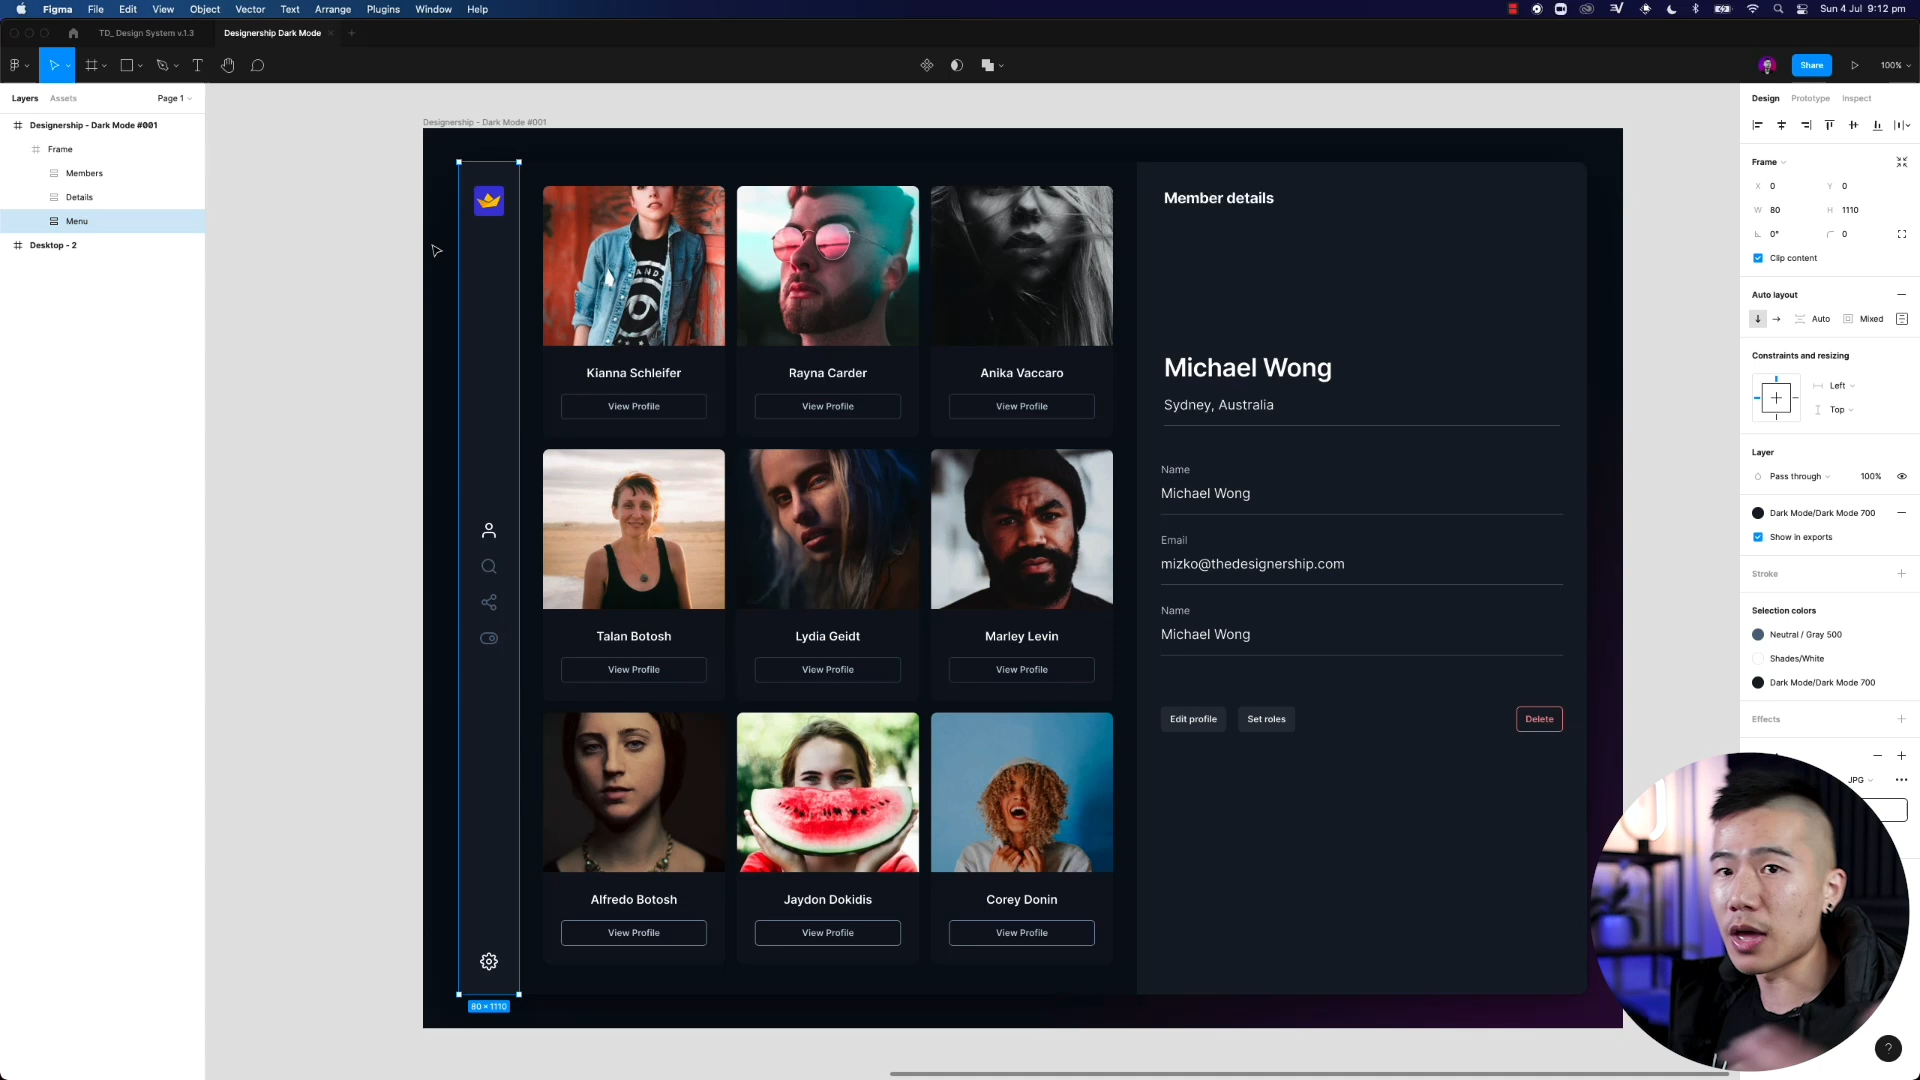 Figma File Edit View Object Vector Text Arrange Plugins Window Help Sun 4 Jul 9:12 pm
TD_ Design System v.1.3 Designership Dark Mode
Share 100%
Layers Assets Page 1
Designership - Dark Mode #001
Frame
Members
Details
Menu
Desktop - 2
Designership - Dark Mode #001
Kianna Schleifer
View Profile
Rayna Carder
View Profile
Anika Vaccaro
View Profile
Talan Botosh
View Profile
Lydia Geidt
View Profile
Marley Levin
View Profile
Alfredo Botosh
View Profile
Jaydon Dokidis
View Profile
Corey Donin
View Profile
80 × 1110
Member details
Michael Wong
Sydney, Australia
Name
Michael Wong
Email
mizko@thedesignership.com
Name
Michael Wong
Edit profile Set roles Delete
Design Prototype Inspect
Frame
X 0 Y 0
W 80 H 1110
0° 0
Clip content
Auto layout
Auto Mixed
Constraints and resizing
Left
Top
Layer
Pass through 100%
Dark Mode/Dark Mode 700
Show in exports
Stroke
Selection colors
Neutral / Gray 500
Shades/White
Dark Mode/Dark Mode 700
Effects
JPG
?